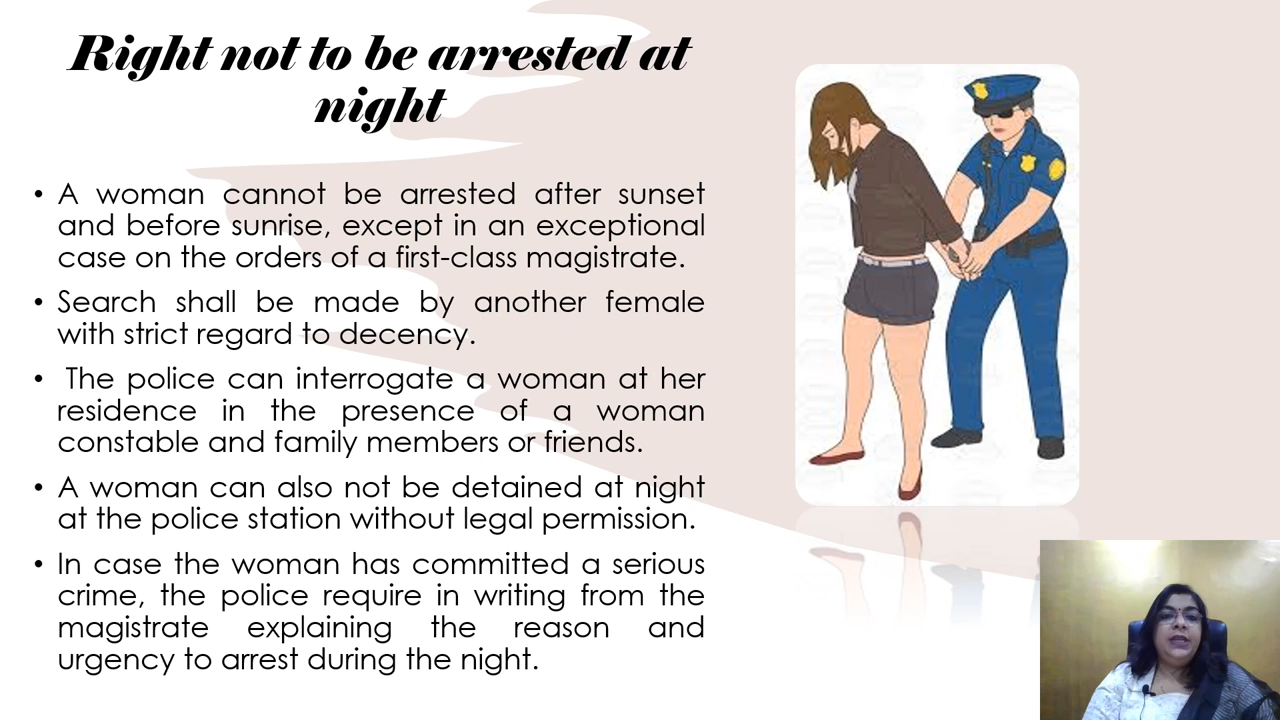 Right not to be arrested at
night
• A woman cannot be arrested after sunset
and before sunrise, except in an exceptional
case on the orders of a first-class magistrate.
• Search shall be made by another female
with strict regard to decency.
• The police can interrogate a woman at her
residence in the presence of a woman
constable and family members or friends.
• A woman can also not be detained at night
at the police station without legal permission.
• In case the woman has committed a serious
crime, the police require in writing from the
magistrate explaining the reason and
urgency to arrest during the night.